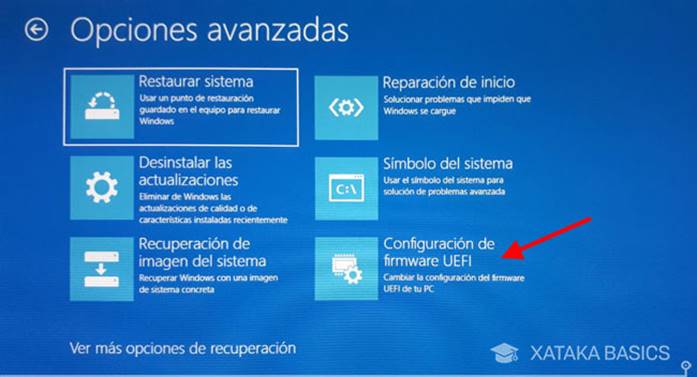 Opciones avanzadas
Restaurar sistema
Usar un punto de restauración
guardado en el equipo para restaurar
Windows
Reparación de inicio
Solucionar problemas que impiden que
Windows se cargue
Desinstalar las
actualizaciones
Eliminar de Windows las
actualizaciones de calidad o de
características instaladas recientemente
Símbolo del sistema
Usar el símbolo del sistema para
solución de problemas avanzada
C:\
Recuperación de
imagen del sistema
Recuperar Windows con una imagen
de sistema concreta
Configuración de
firmware UEFI
Cambiar la configuración del firmware
UEFI de tu PC
Ver más opciones de recuperación
XATAKA BASICS